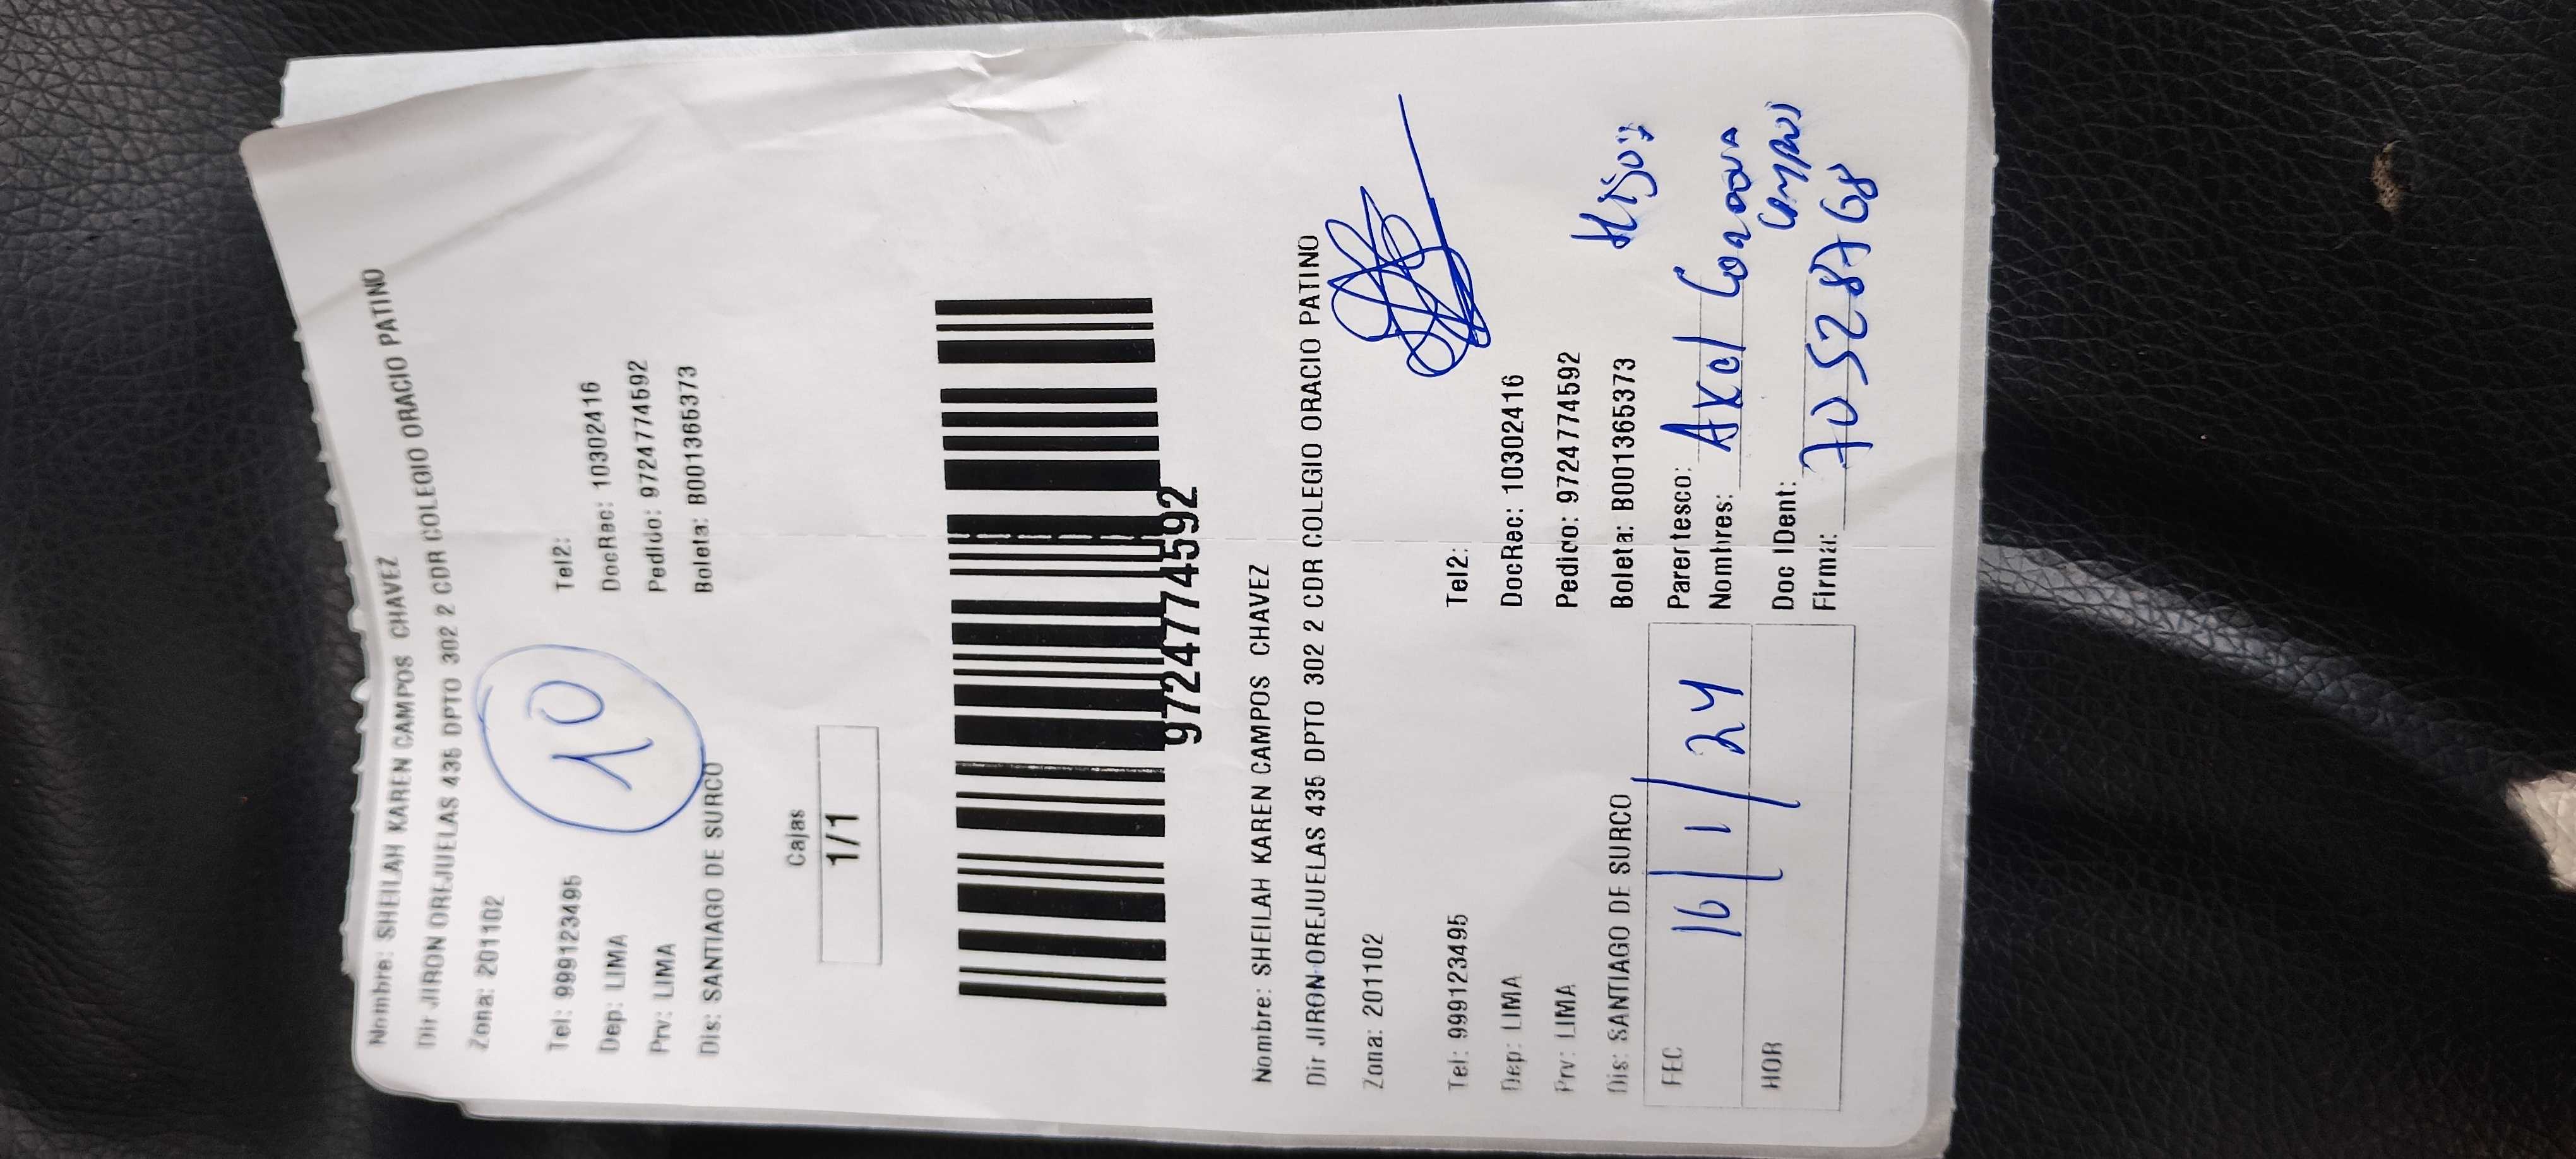 Nombre: SHEILAH KAREN CAMPOS CHAVEZ
Dir JIRON OREJUELAS 435 DPTO 302 2 CDR COLEGIO ORACIO PATINO
Zona: 201102
10
Tel: 999123495 Tel2:
Dep: LIMA DocRec: 10302416
Prv: LIMA Pedido: 9724774592
Dis: SANTIAGO DE SURCO Boleta: B001365373
Cajas
1/1
9724774592
Nombre: SHEILAH KAREN CAMPOS CHAVEZ
Dir JIRON OREJUELAS 435 DPTO 302 2 CDR COLEGIO ORACIO PATINO
Zona: 201102
Tel: 999123495 Tel2:
Dep: LIMA DocRec: 10302416
Prv: LIMA Pedido: 9724774592
Dis: SANTIAGO DE SURCO Boleta: B001365373
FEC 16/1/24
HOR
Parentesco:
Nombres: Axel Campos
Doc IDent: 70528768
Firma: